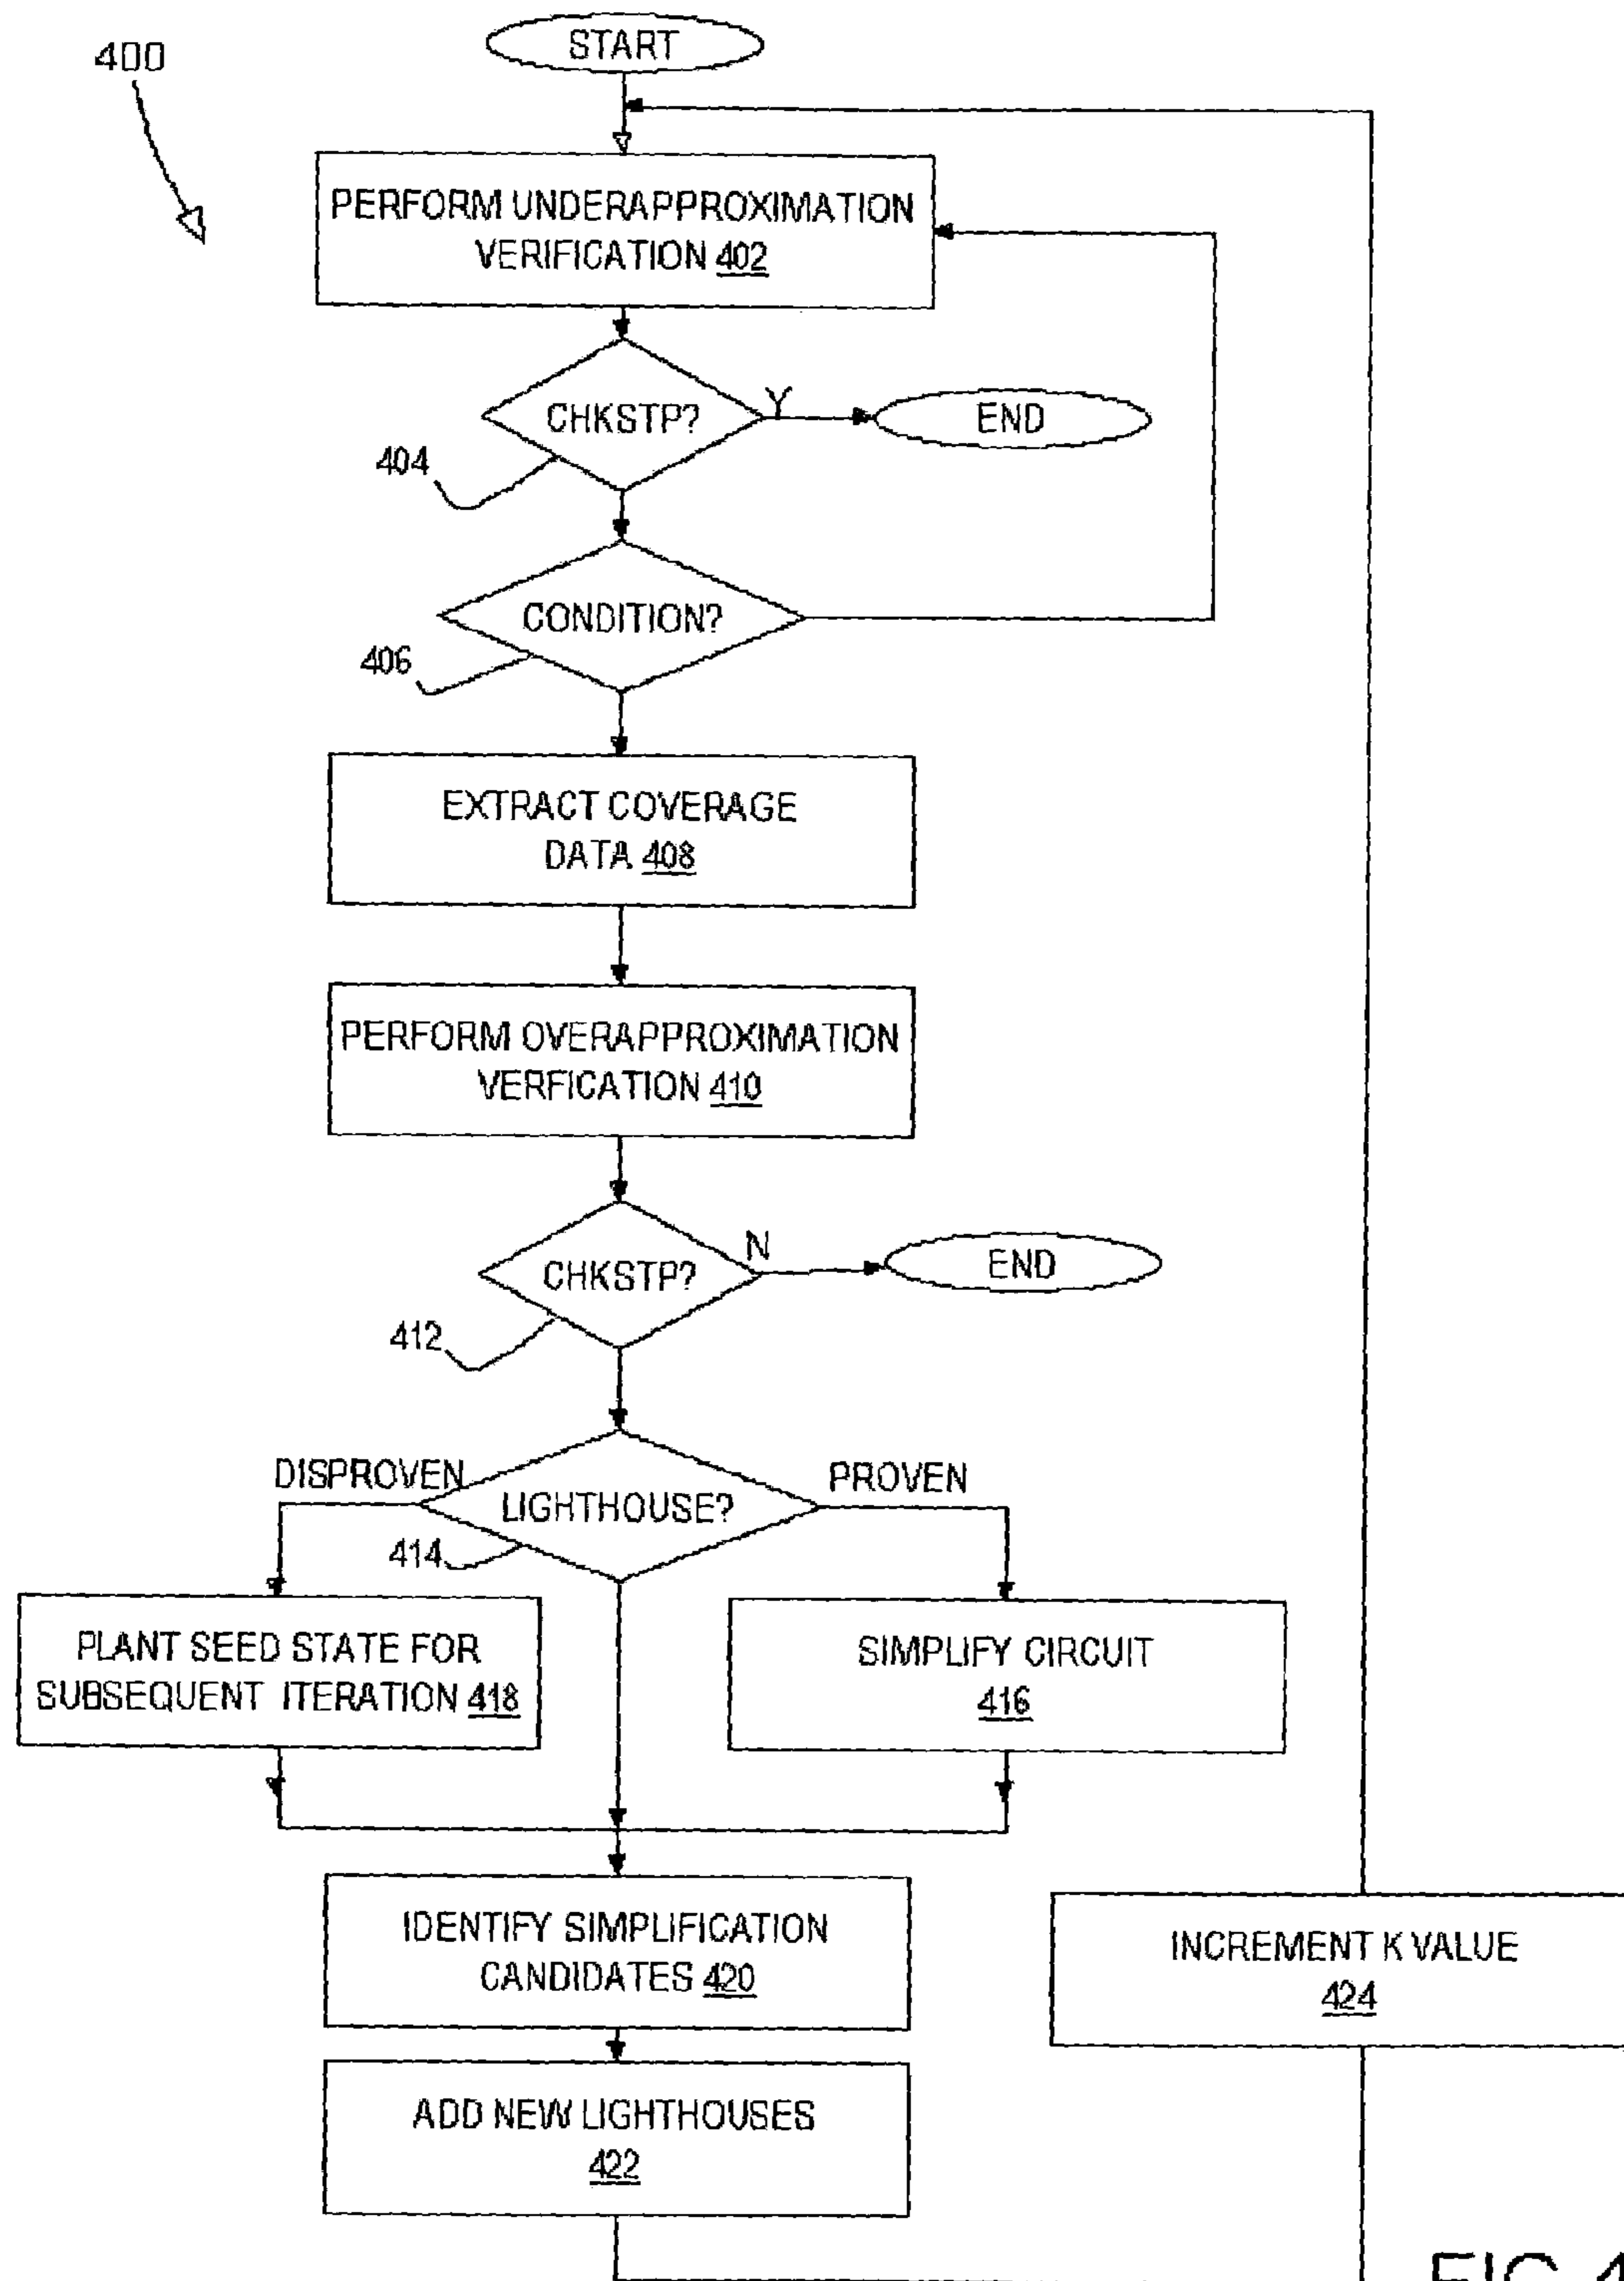 400
START
PERFORM UNDERAPPROXIMATION
VERIFICATION 402
CHKSTP?
Y
END
404
CONDITION?
406
EXTRACT COVERAGE
DATA 408
PERFORM OVERAPPROXIMATION
VERFICATION 410
CHKSTP?
N
END
412
DISPROVEN
LIGHTHOUSE?
PROVEN
414
PLANT SEED STATE FOR
SUBSEQUENT ITERATION 418
SIMPLIFY CIRCUIT
416
IDENTIFY SIMPLIFICATION
CANDIDATES 420
INCREMENT K VALUE
424
ADD NEW LIGHTHOUSES
422
FIG 4